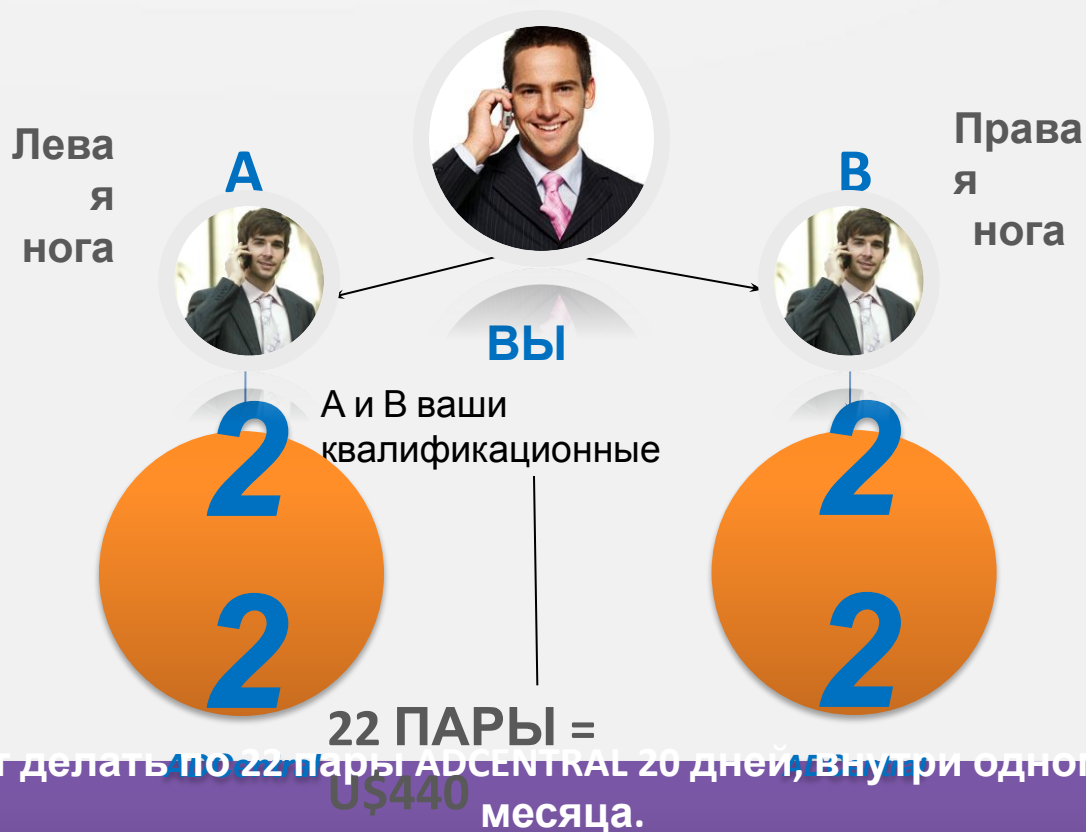 Лева
я
нога
А
В
Права
я
нога
ВЫ
А и В ваши
квалификационные
2
2
2
2
22 ПАРЫ =
U$440
делать по 22 пары ADCENTRAL 20 дней, внутри
месяца.